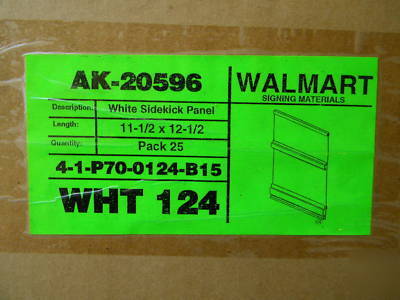 AK-20596
Description: White Sidekick Panel
Length: 11-1/2 x 12-1/2
Quantity: Pack 25
4-1-P70-0124-B15
WHT 124
WALMART
SIGNING MATERIALS